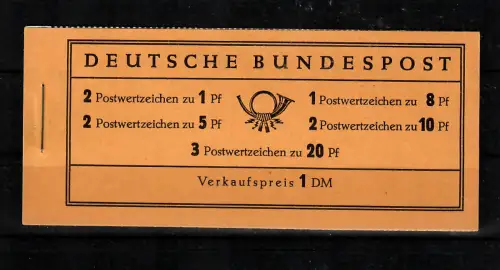 DEUTSCHE BUNDESPOST
2 Postwertzeichen zu 1 Pf
1 Postwertzeichen zu 8 Pf
2 Postwertzeichen zu 5 Pf
2 Postwertzeichen zu 10 Pf
3 Postwertzeichen zu 20 Pf
Verkaufspreis 1 DM